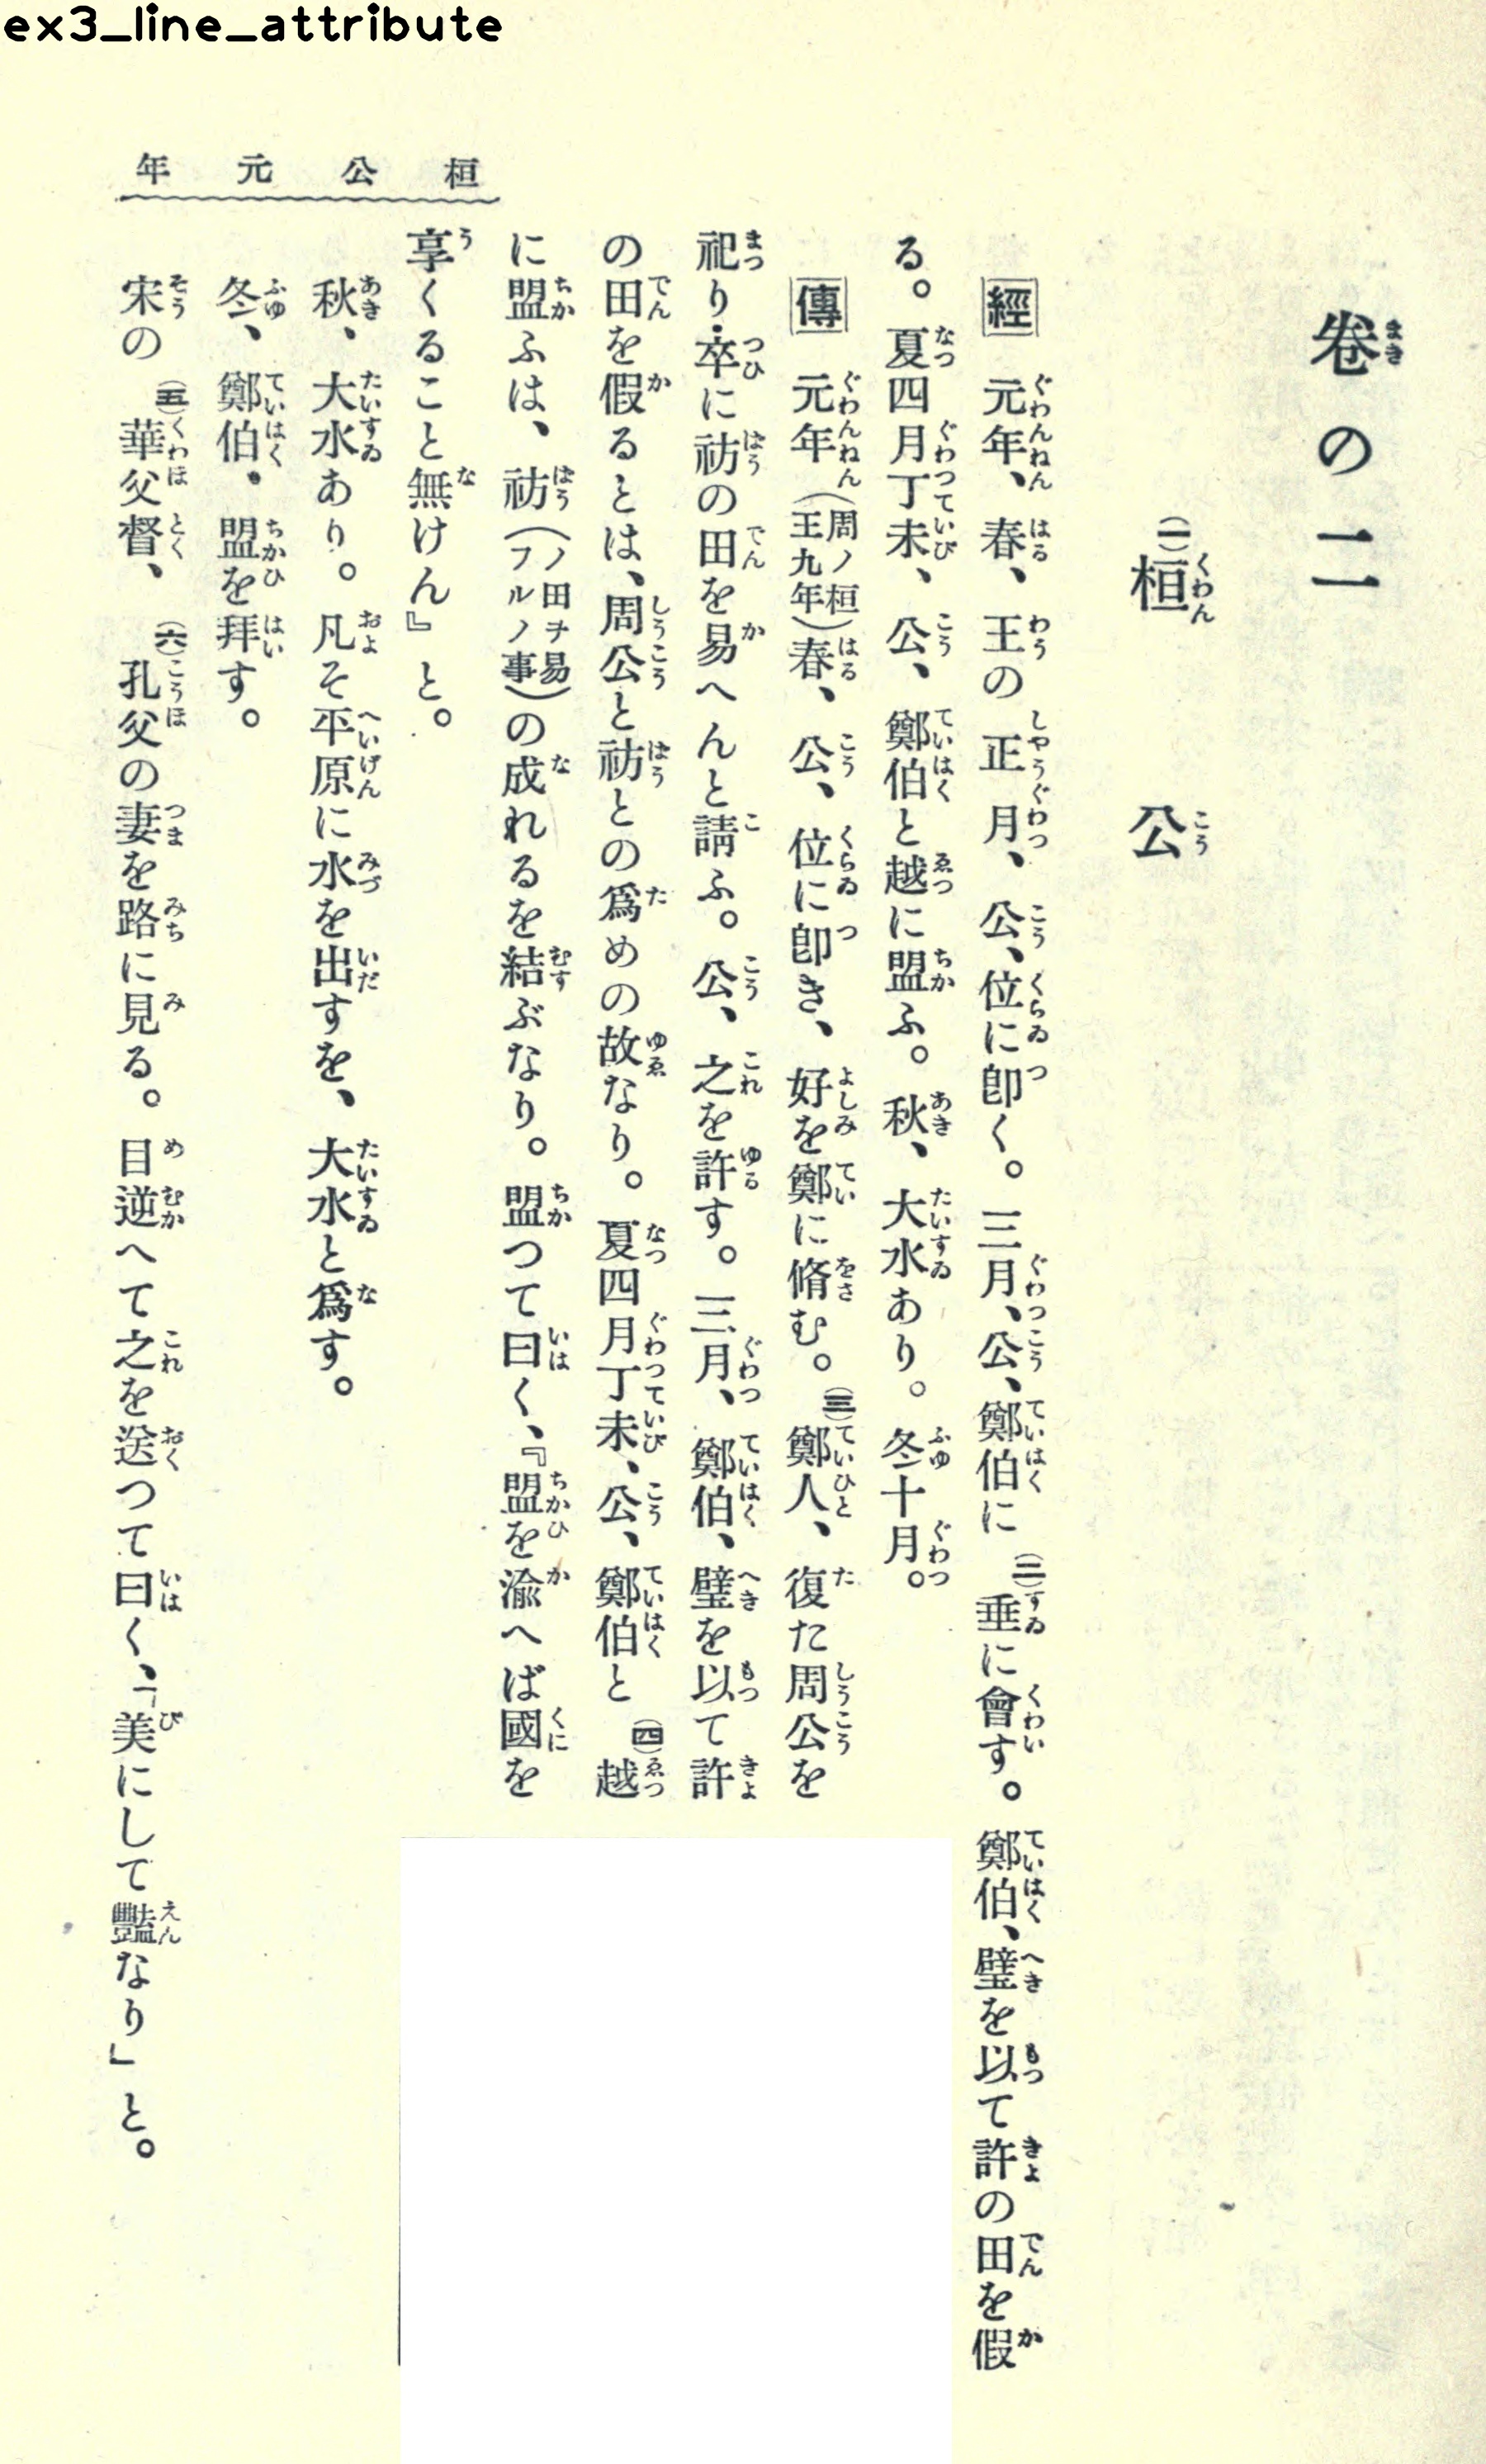 ex3_line_attribute
桓公元年
卷の二
(一)桓公
經 元年、春、王の正月、公、位に卽く。三月、公、鄭伯に(二)垂に會す。鄭伯、璧を以て許の田を假
る。夏四月丁未、公、鄭伯と越に盟ふ。秋、大水あり。冬十月。
傳 元年(周ノ桓王九年)春、公、位に卽き、好を鄭に脩む。(三)鄭人、復た周公を
祀り、卒に祊の田を易へんと請ふ。公、之を許す。三月、鄭伯、璧を以て許
の田を假るとは、周公と祊との爲めの故なり。夏四月丁未、公、鄭伯と(四)越
に盟ふは、祊(ノ田ヲ易フルノ事)の成れるを結ぶなり。盟つて曰く、『盟を渝へば國を
享くること無けん』と。
秋、大水あり。凡そ平原に水を出すを、大水と爲す。
冬、鄭伯、盟を拜す。
宋の(五)華父督、(六)孔父の妻を路に見る。目逆へて之を送つて曰く、「美にして豔なり」と。